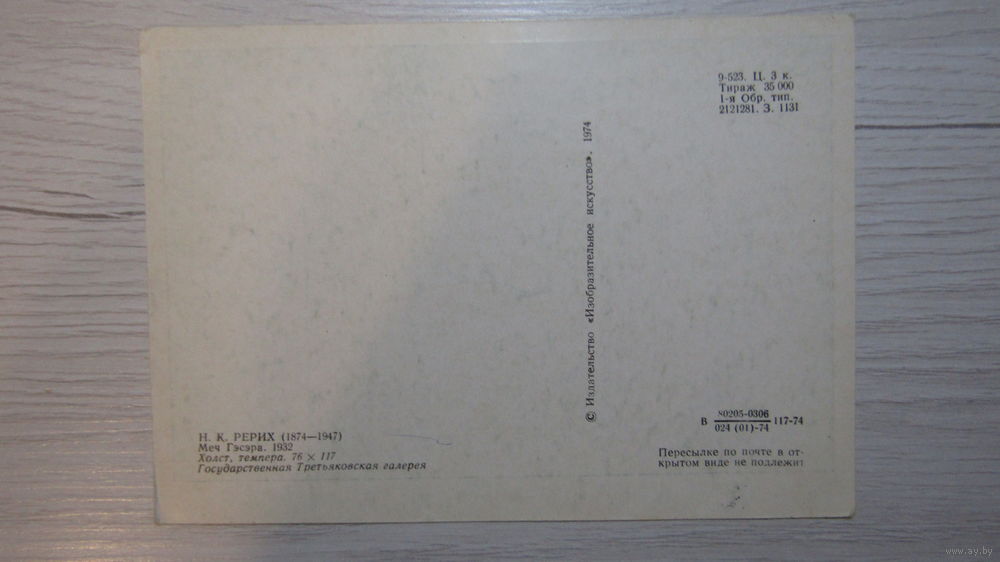 9-523. Ц. 3 к.
Тираж 35 000
1-я Обр. тип.
2121281. З. 1131
© Издательство «Изобразительное искусство». 1974
Н. К. РЕРИХ (1874—1947)
Меч Гэсэра. 1932
Холст, темпера. 76 × 117
Государственная Третьяковская галерея
В 80205-0306 117-74
024 (01)-74
Пересылке по почте в от-
крытом виде не подлежит
www.ay.by